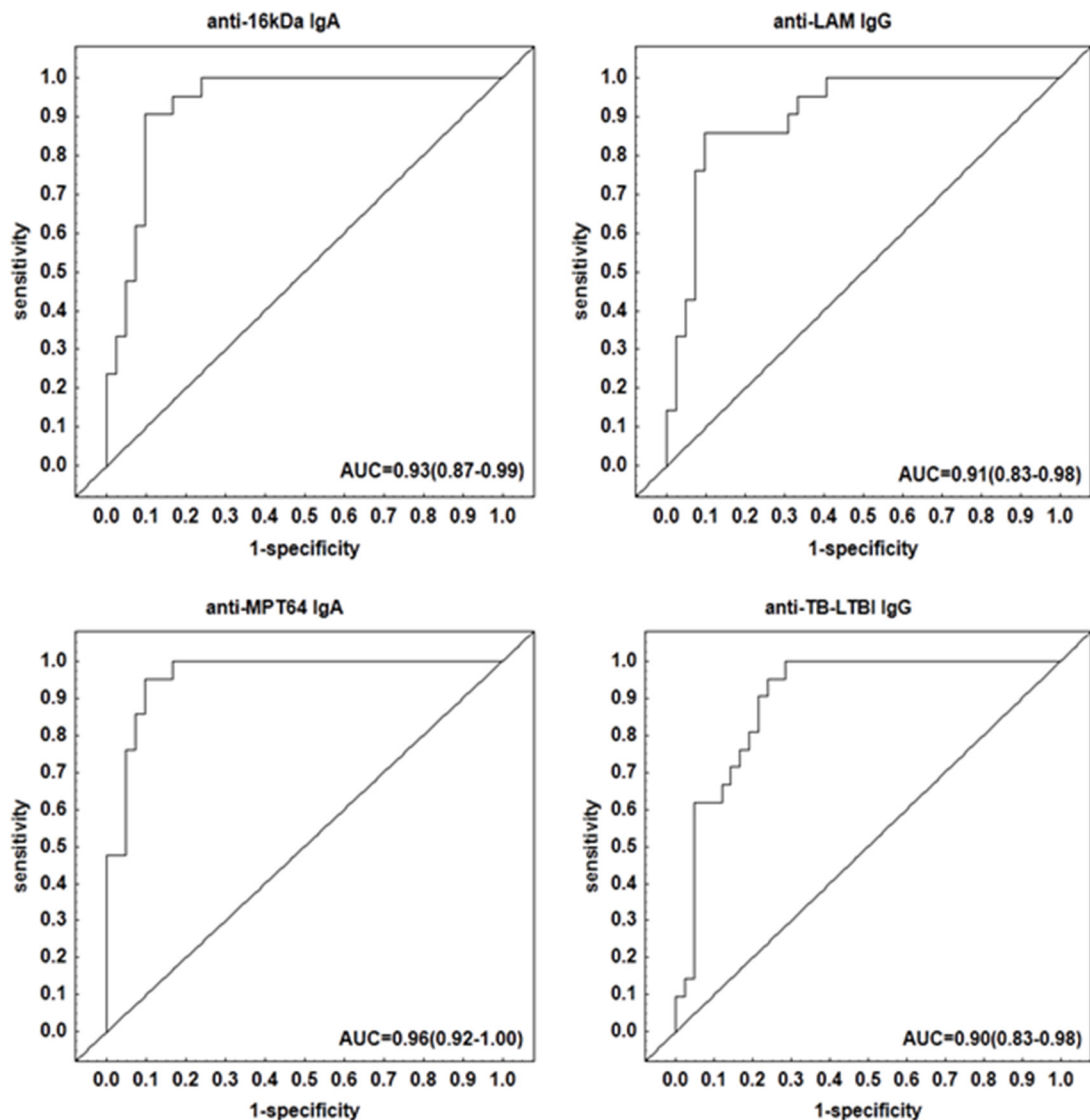 anti-16kDa IgA
1.0
0.9
0.8
0.7
0.6
0.5
0.4
0.3
0.2
0.1
0.0
sensitivity
AUC=0.93(0.87-0.99)
0.0 0.1 0.2 0.3 0.4 0.5 0.6 0.7 0.8 0.9 1.0
1-specificity
anti-LAM IgG
1.0
0.9
0.8
0.7
0.6
0.5
0.4
0.3
0.2
0.1
0.0
sensitivity
AUC=0.91(0.83-0.98)
0.0 0.1 0.2 0.3 0.4 0.5 0.6 0.7 0.8 0.9 1.0
1-specificity
anti-MPT64 IgA
1.0
0.9
0.8
0.7
0.6
0.5
0.4
0.3
0.2
0.1
0.0
sensitivity
AUC=0.96(0.92-1.00)
0.0 0.1 0.2 0.3 0.4 0.5 0.6 0.7 0.8 0.9 1.0
1-specificity
anti-TB-LTBI IgG
1.0
0.9
0.8
0.7
0.6
0.5
0.4
0.3
0.2
0.1
0.0
sensitivity
AUC=0.90(0.83-0.98)
0.0 0.1 0.2 0.3 0.4 0.5 0.6 0.7 0.8 0.9 1.0
1-specificity